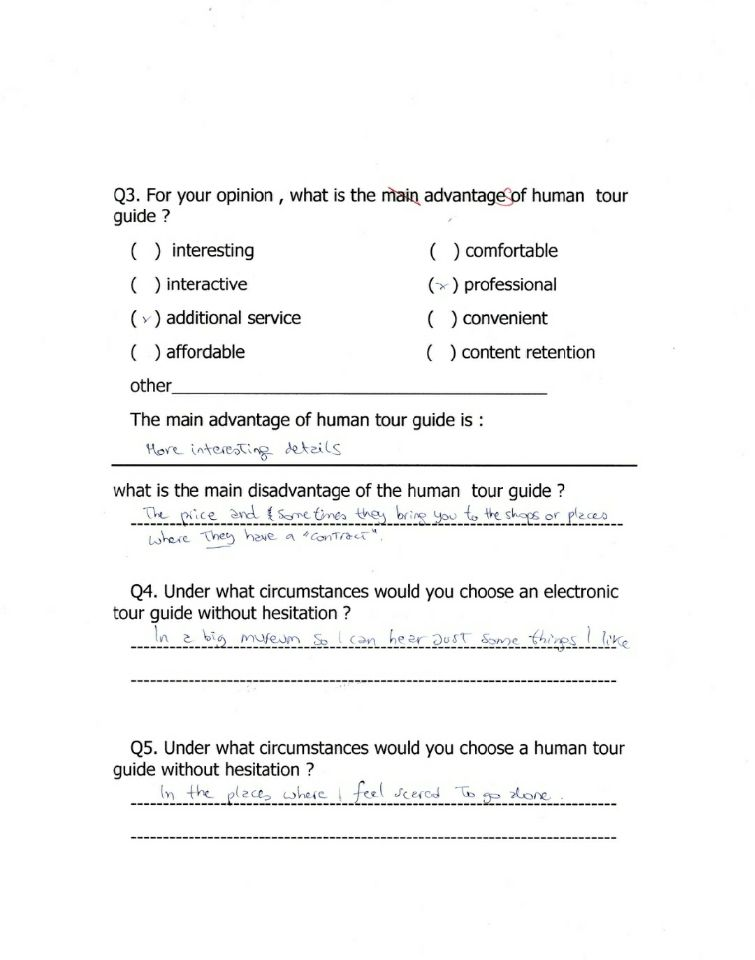 Q3. For your opinion , what is the main advantages of human tour
guide ?
( ) interesting ( ) comfortable
( ) interactive (x) professional
(v) additional service ( ) convenient
( ) affordable ( ) content retention
other
The main advantage of human tour guide is :
More interesting details
what is the main disadvantage of the human tour guide ?
The price and sometimes they bring you to the shops or places
where They have a "contract".
Q4. Under what circumstances would you choose an electronic
tour guide without hesitation ?
In a big museum so I can hear Just some things I like
Q5. Under what circumstances would you choose a human tour
guide without hesitation ?
In the places where I feel scered To go alone.